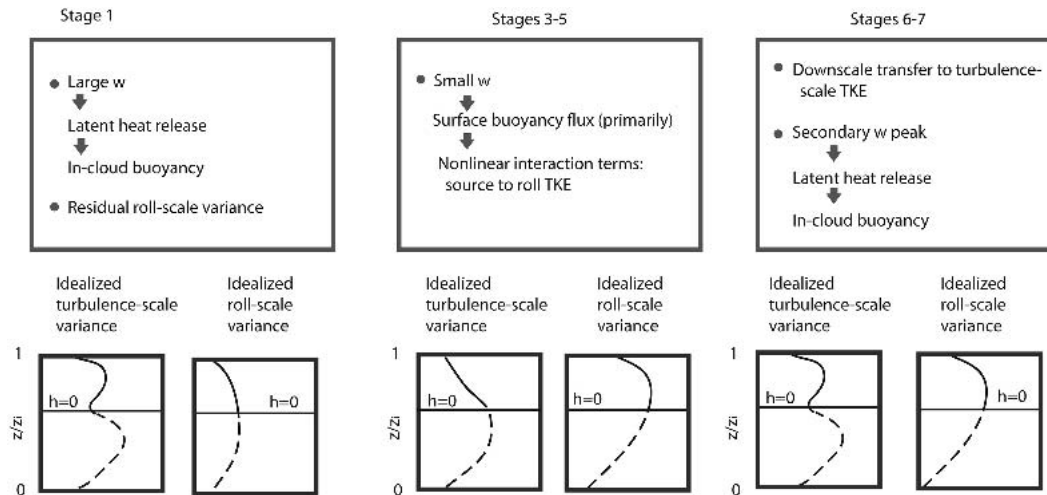 Stage 1
Large w
Latent heat release
In-cloud buoyancy
Residual roll-scale variance
Stages 3-5
Small w
Surface buoyancy flux (primarily)
Nonlinear interaction terms:
source to roll TKE
Stages 6-7
Downscale transfer to turbulence-
scale TKE
Secondary w peak
Latent heat release
In-cloud buoyancy
Idealized
turbulence-scale
variance
Idealized
roll-scale
variance
Idealized
turbulence-scale
variance
Idealized
roll-scale
variance
Idealized
turbulence-scale
variance
Idealized
roll-scale
variance
1
h=0
z/zi
0
h=0
1
h=0
z/zi
0
h=0
1
h=0
z/zi
0
h=0